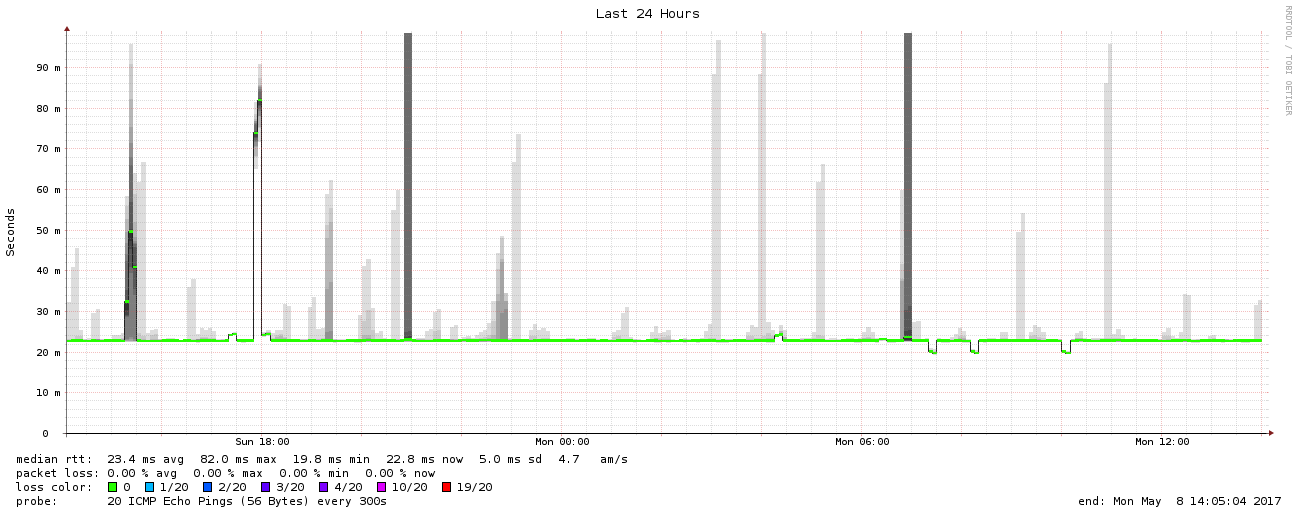 Last 24 Hours
RRDTOOL / TOBI OETIKER
Seconds
90 m
80 m
70 m
60 m
50 m
40 m
30 m
20 m
10 m
0
Sun 18:00 Mon 00:00 Mon 06:00 Mon 12:00
median rtt: 23.4 ms avg 82.0 ms max 19.8 ms min 22.8 ms now 5.0 ms sd 4.7 am/s
packet loss: 0.00 % avg 0.00 % max 0.00 % min 0.00 % now
loss color: 0 1/20 2/20 3/20 4/20 10/20 19/20
probe: 20 ICMP Echo Pings (56 Bytes) every 300s end: Mon May 8 14:05:04 2017